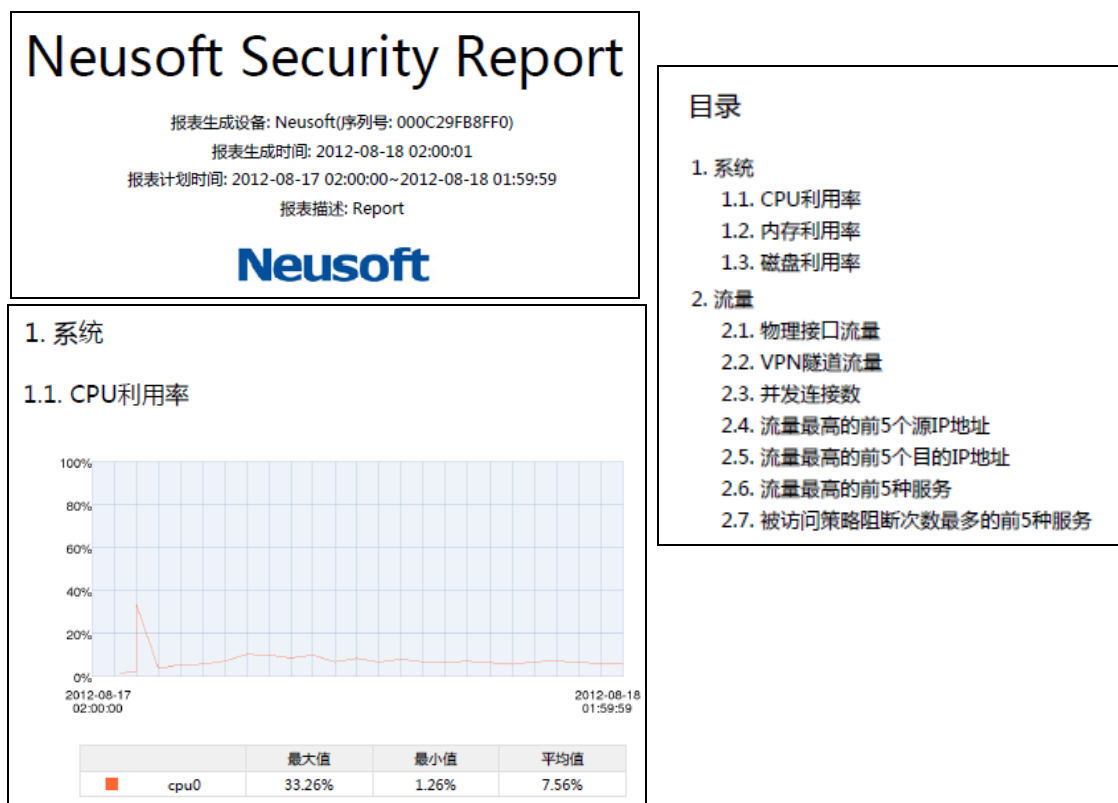 Neusoft Security Report
报表生成设备: Neusoft(序列号: 000C29FB8FF0)
报表生成时间: 2012-08-18 02:00:01
报表计划时间: 2012-08-17 02:00:00~2012-08-18 01:59:59
报表描述: Report
Neusoft
目录
1. 系统
1.1. CPU利用率
1.2. 内存利用率
1.3. 磁盘利用率
2. 流量
2.1. 物理接口流量
2.2. VPN隧道流量
2.3. 并发连接数
2.4. 流量最高的前5个源IP地址
2.5. 流量最高的前5个目的IP地址
2.6. 流量最高的前5种服务
2.7. 被访问策略阻断次数最多的前5种服务
1. 系统
1.1. CPU利用率
100%
80%
60%
40%
20%
0%
2012-08-17 2012-08-18
02:00:00 01:59:59
最大值 最小值 平均值
cpu0 33.26% 1.26% 7.56%